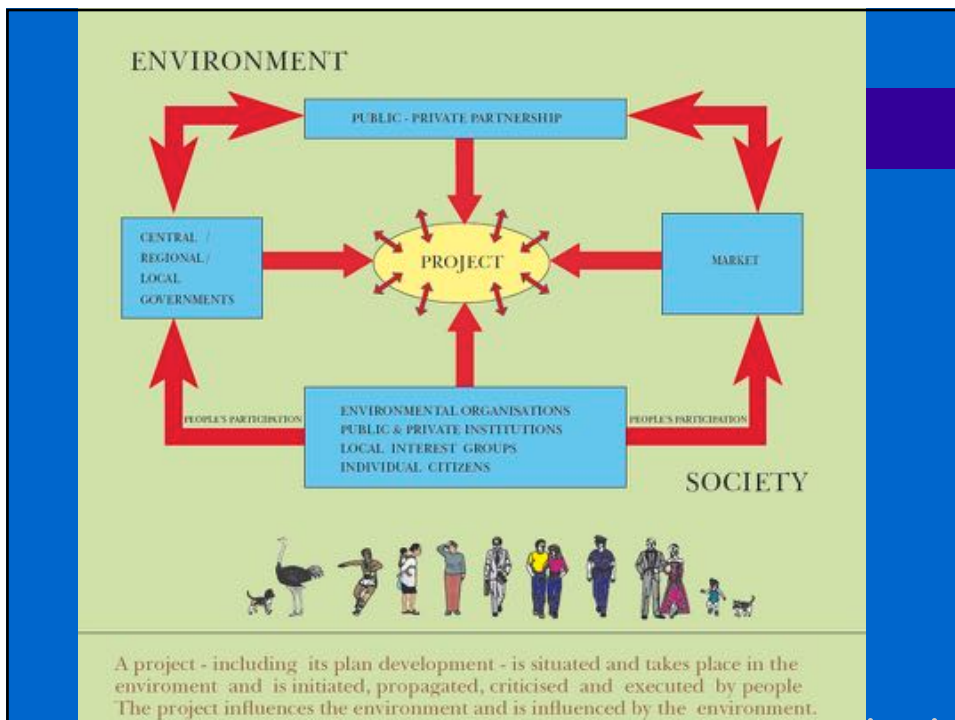 ENVIRONMENT
PUBLIC - PRIVATE PARTNERSHIP
CENTRAL /
REGIONAL /
LOCAL
GOVERNMENTS
PROJECT
MARKET
PEOPLE'S PARTICIPATION
ENVIRONMENTAL ORGANISATIONS
PUBLIC & PRIVATE INSTITUTIONS
LOCAL INTEREST GROUPS
INDIVIDUAL CITIZENS
PEOPLE'S PARTICIPATION
SOCIETY
A project - including its plan development - is situated and takes place in the
enviroment and is initiated, propagated, criticised and executed by people
The project influences the environment and is influenced by the environment.